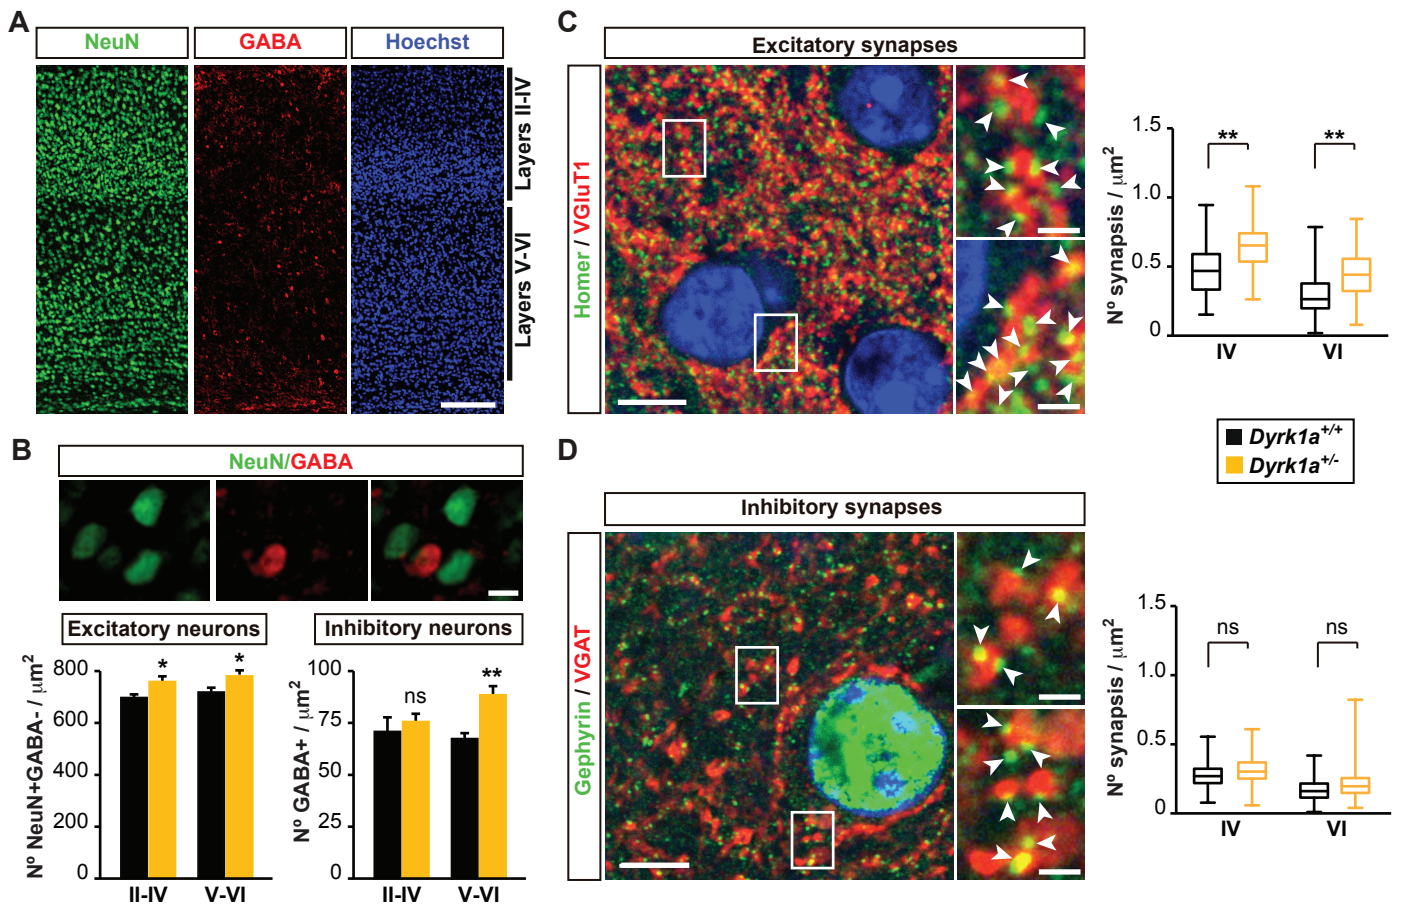 A
NeuN
GABA
Hoechst
Layers II-IV
Layers V-VI
B
NeuN/GABA
Excitatory neurons
Nº NeuN+GABA- / µm²
800
600
400
200
0
*
*
II-IV
V-VI
Inhibitory neurons
Nº GABA+ / µm²
100
75
50
25
0
ns
**
II-IV
V-VI
C
Excitatory synapses
Homer / VGluT1
Nº synapsis / µm²
1.5
1.0
0.5
0
**
**
IV
VI
Dyrk1a+/+
Dyrk1a+/-
D
Inhibitory synapses
Gephyrin / VGAT
Nº synapsis / µm²
1.5
1.0
0.5
0
ns
ns
IV
VI